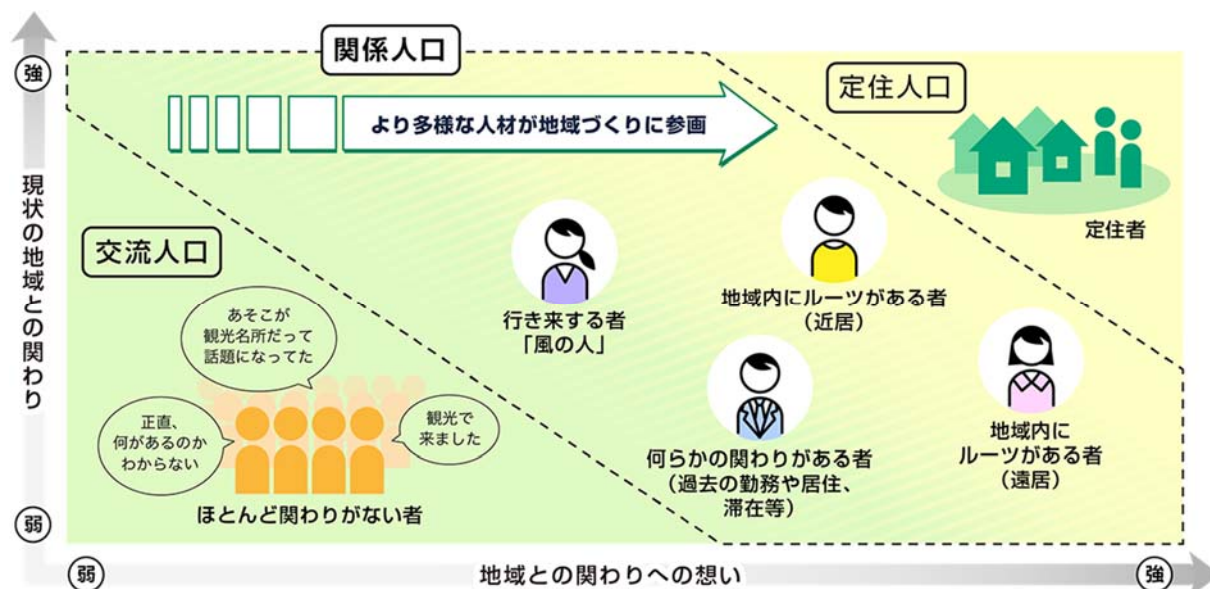 強
現状の地域との関わり
弱
関係人口
より多様な人材が地域づくりに参画
定住人口
定住者
交流人口
あそこが
観光名所だって
話題になってた
正直、
何があるのか
わからない
観光で
来ました
ほとんど関わりがない者
行き来する者
「風の人」
地域内にルーツがある者
（近居）
何らかの関わりがある者
（過去の勤務や居住、
滞在等）
地域内に
ルーツがある者
（遠居）
弱
地域との関わりへの想い
強